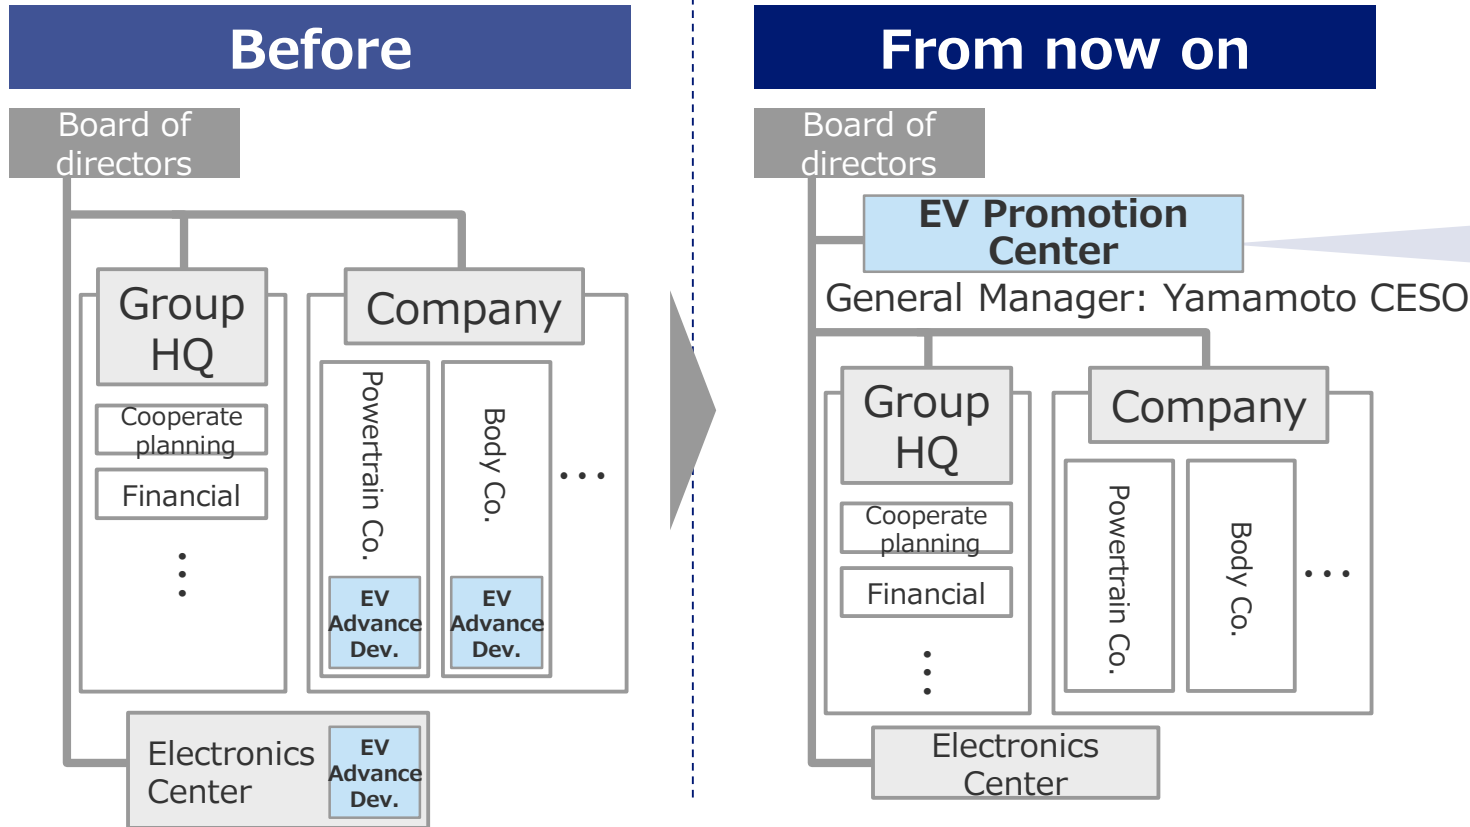 Before
Board of
directors
Group
HQ
Cooperate
planning
Financial
⋮
Company
Powertrain Co.
EV
Advance
Dev.
Body Co.
EV
Advance
Dev.
...
Electronics
Center
EV
Advance
Dev.
From now on
Board of
directors
EV Promotion
Center
General Manager: Yamamoto CESO
Group
HQ
Cooperate
planning
Financial
⋮
Company
Powertrain Co.
Body Co.
...
Electronics
Center